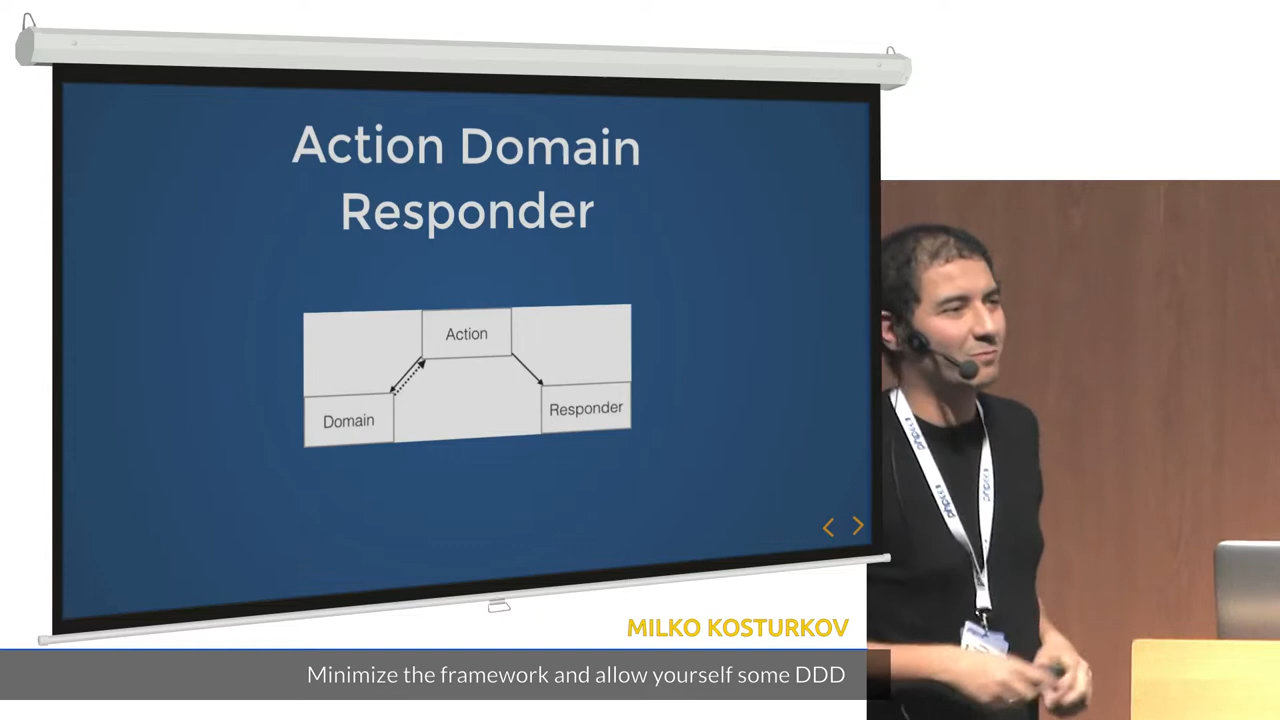 Action Domain
Responder
Action
Domain
Responder
MILKO KOSTURKOV
Minimize the framework and allow yourself some DDD